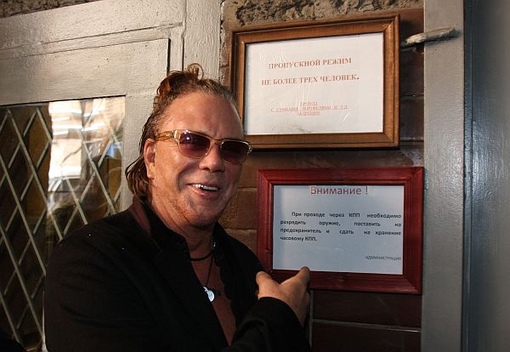 ПРОПУСКНОЙ РЕЖИМ
НЕ БОЛЕЕ ТРЕХ ЧЕЛОВЕК.
Внимание !
При проходе через КПП необходимо
разрядить оружие, поставить на
предохранитель и сдать на хранение
часовому КПП.
АДМИНИСТРАЦИЯ